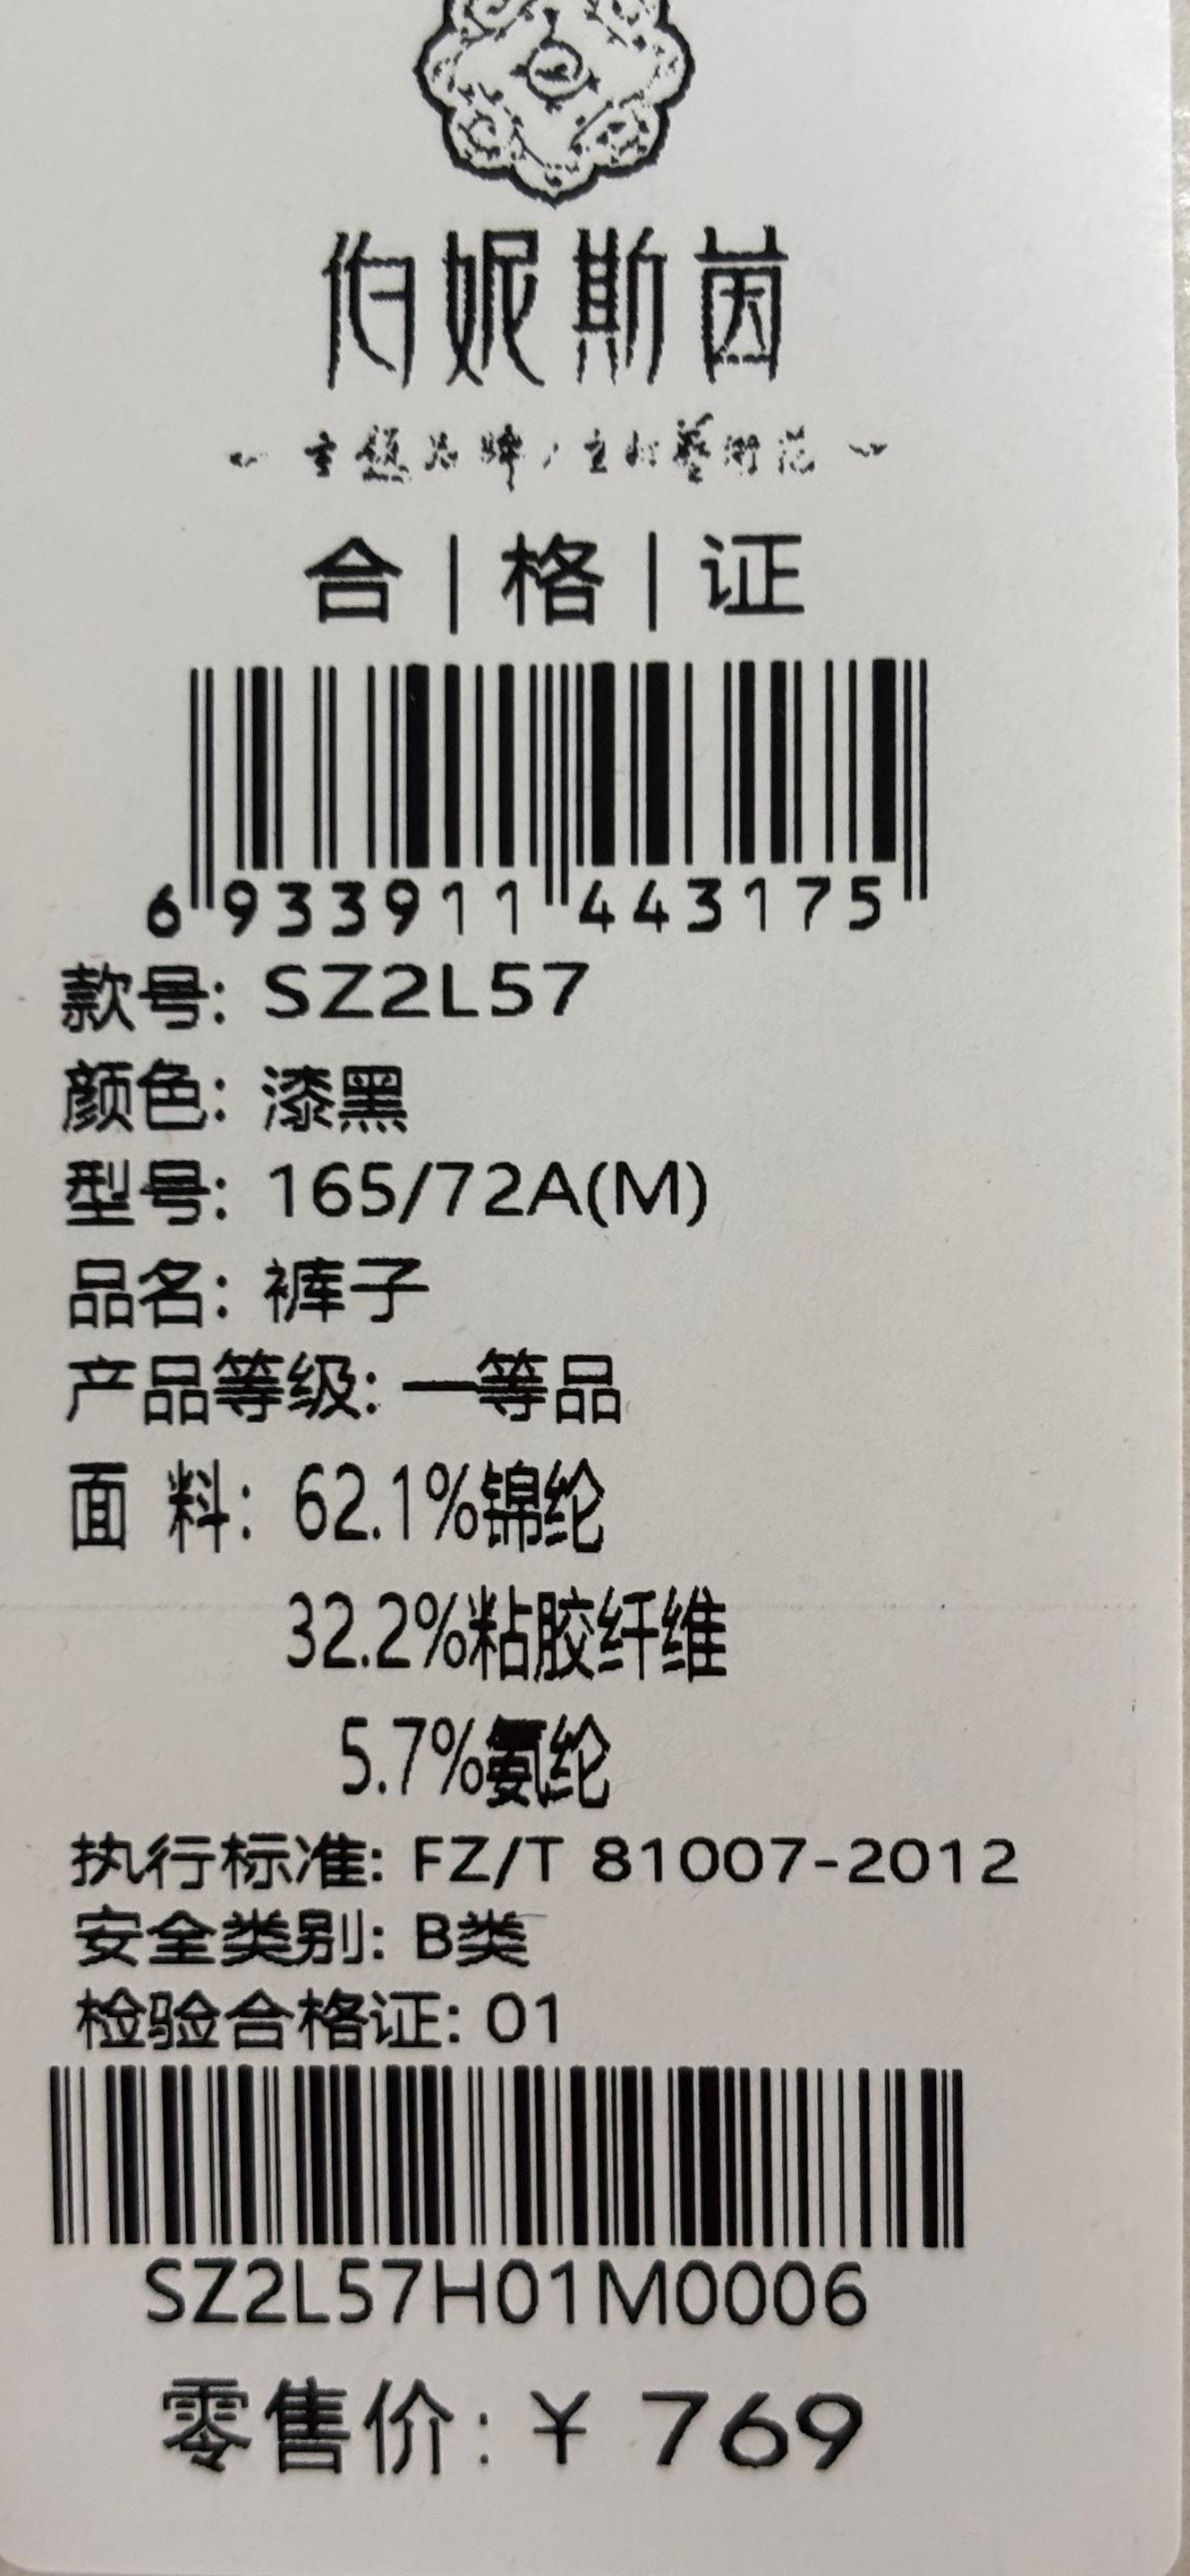 伯妮斯茵
合|格|证
6 933911 443175
款号: SZ2L57
颜色: 漆黑
型号: 165/72A(M)
品名: 裤子
产品等级: 一等品
面 料: 62.1%锦纶
32.2%粘胶纤维
5.7%氨纶
执行标准: FZ/T 81007-2012
安全类别: B类
检验合格证: 01
SZ2L57H01M0006
零售价: ¥ 769